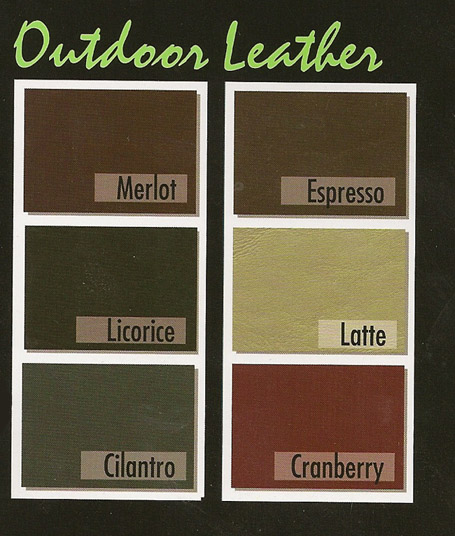 Outdoor Leather
Merlot
Espresso
Licorice
Latte
Cilantro
Cranberry